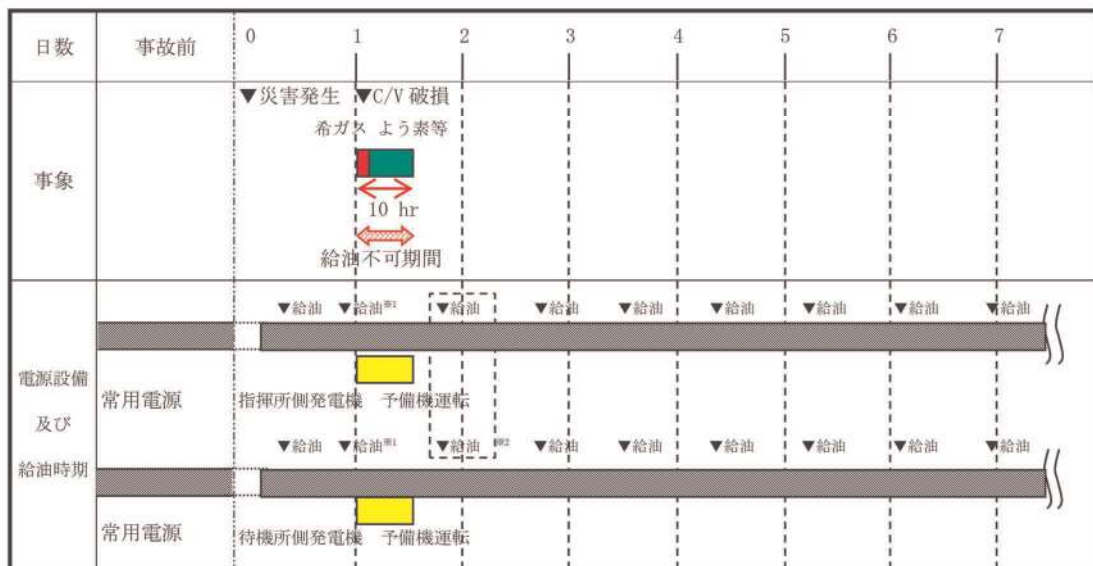 日数 事故前 0 1 2 3 4 5 6 7
▼災害発生 ▼C/V 破損
希ガス よう素等
事象
10 hr
給油不可期間
▼給油 ▼給油※1 ▼給油 ▼給油 ▼給油 ▼給油 ▼給油 ▼給油 ▼給油
電源設備
及び
給油時期
常用電源 指揮所側発電機 予備機運転
▼給油 ▼給油※1 ▼給油 ※2 ▼給油 ▼給油 ▼給油 ▼給油 ▼給油 ▼給油
常用電源 待機所側発電機 予備機運転